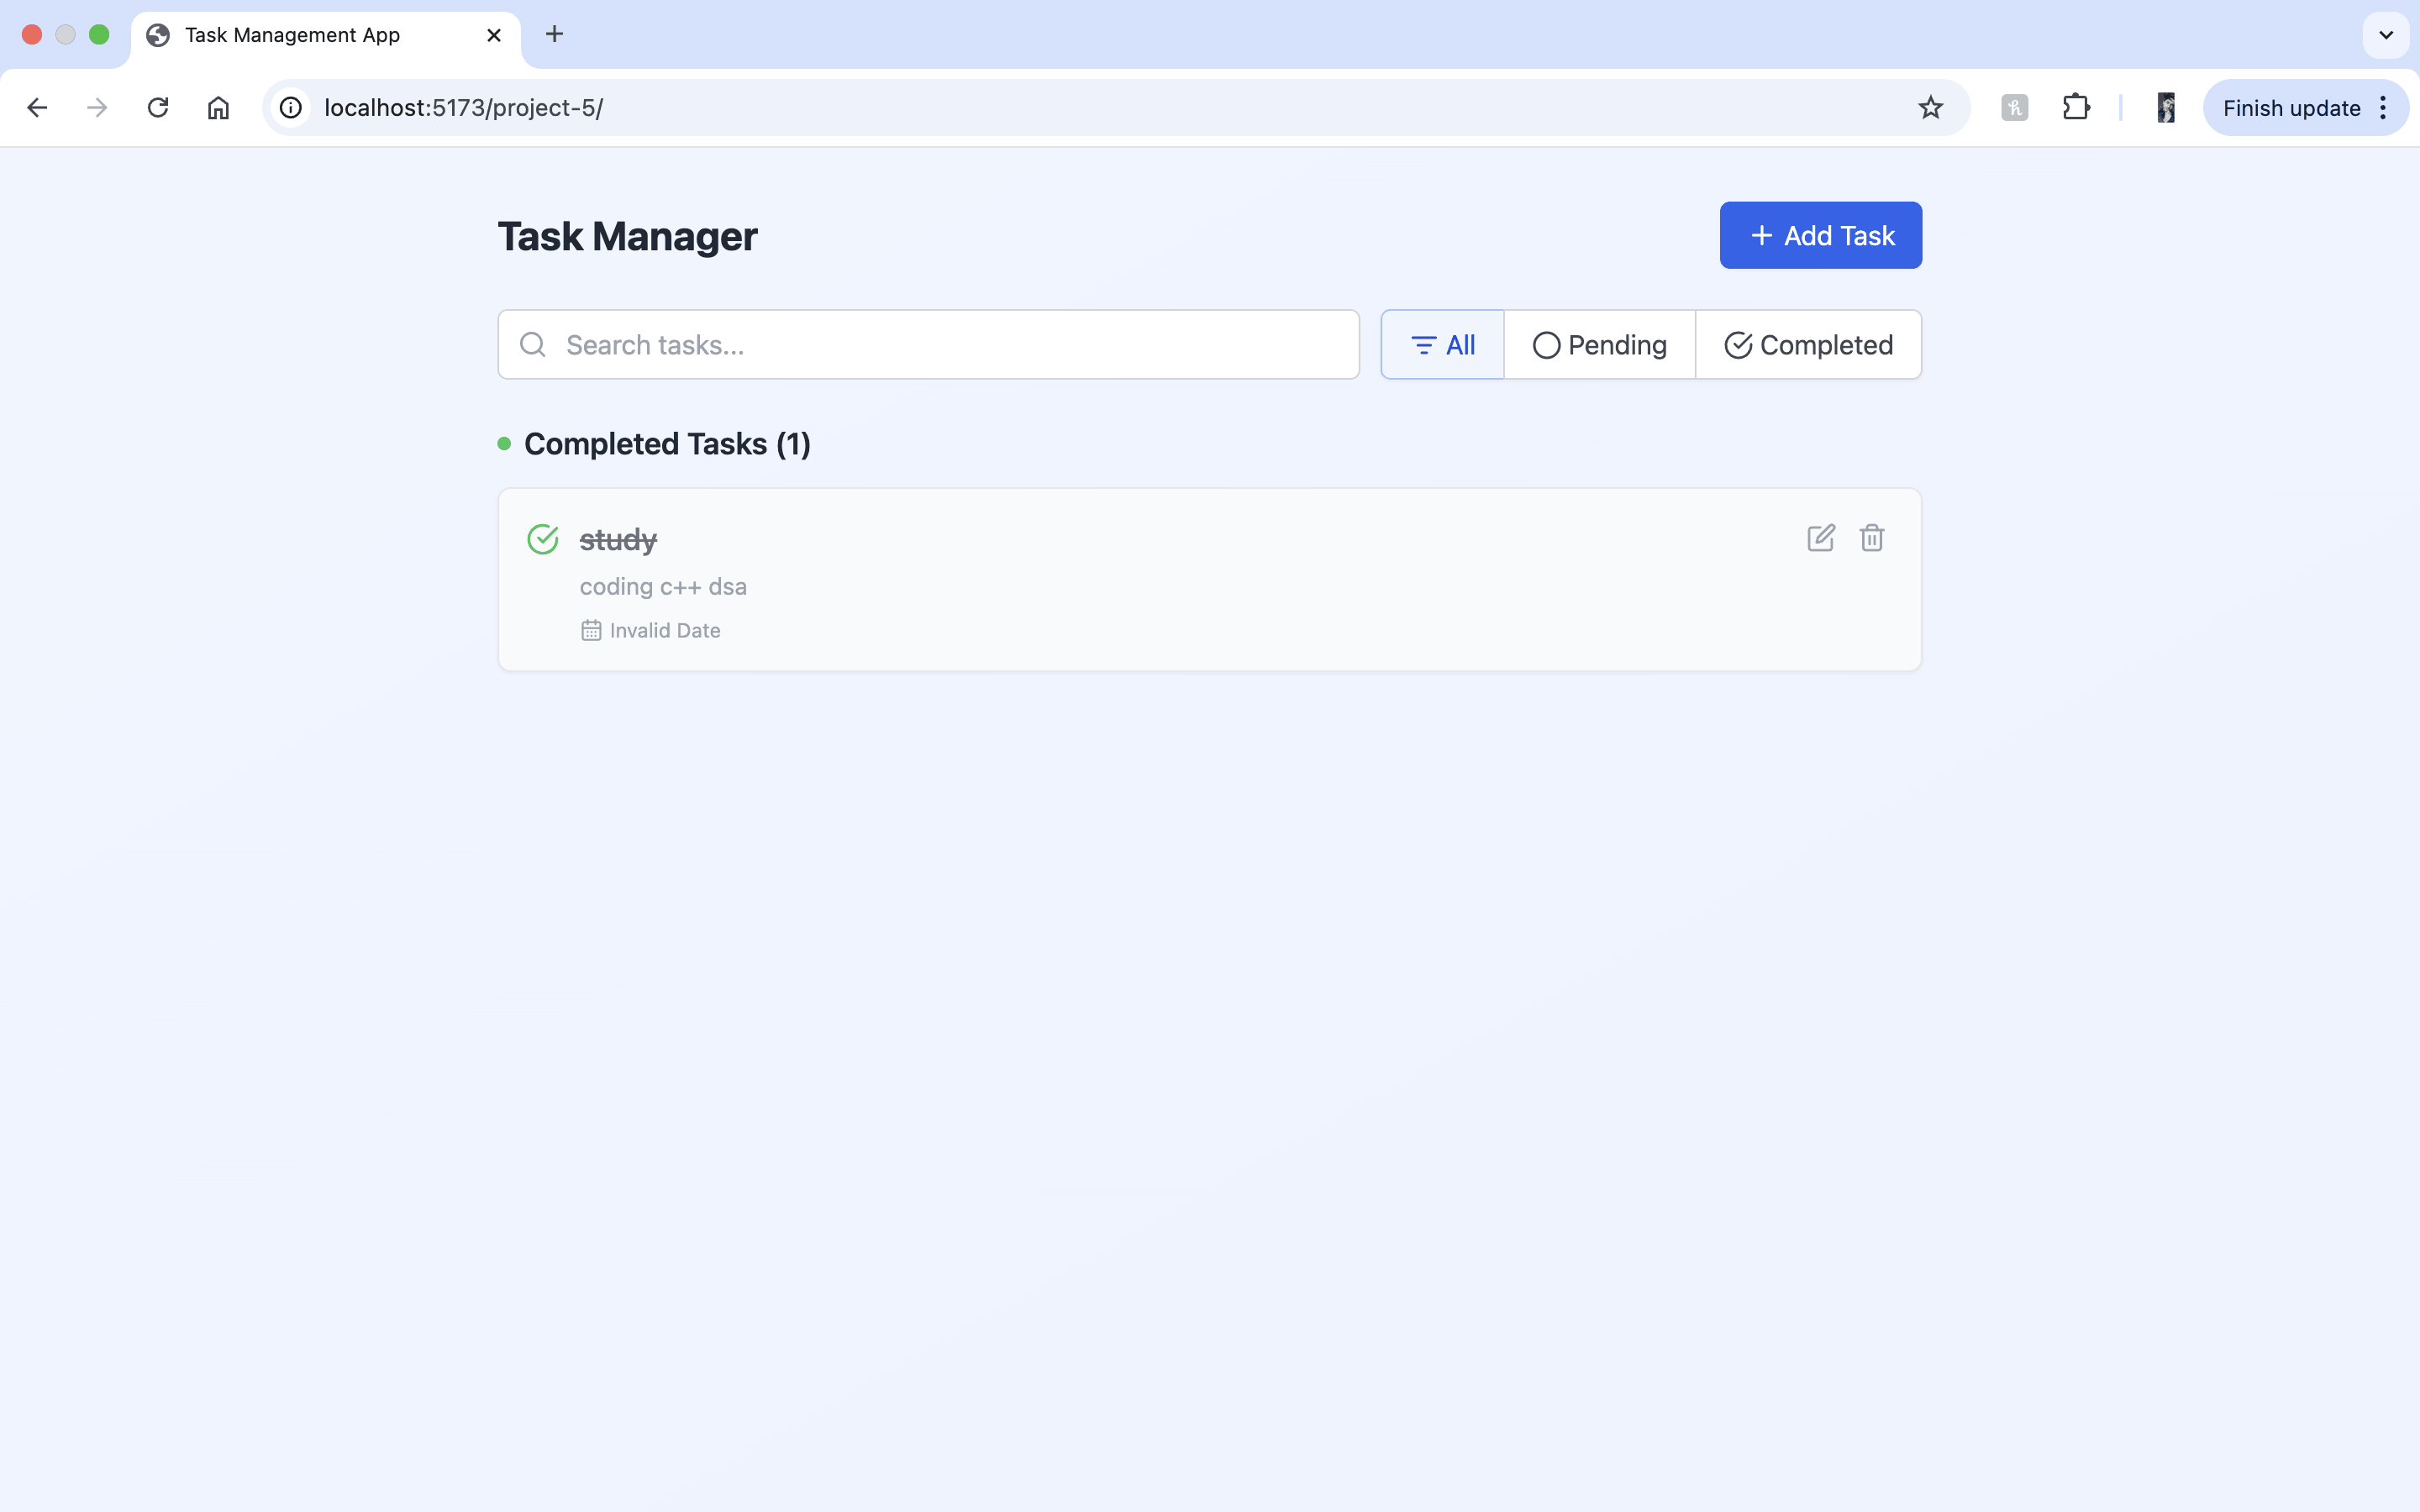 Task Management App
localhost:5173/project-5/
Finish update
Task Manager
+ Add Task
Search tasks...
All
Pending
Completed
Completed Tasks (1)
study
coding c++ dsa
Invalid Date